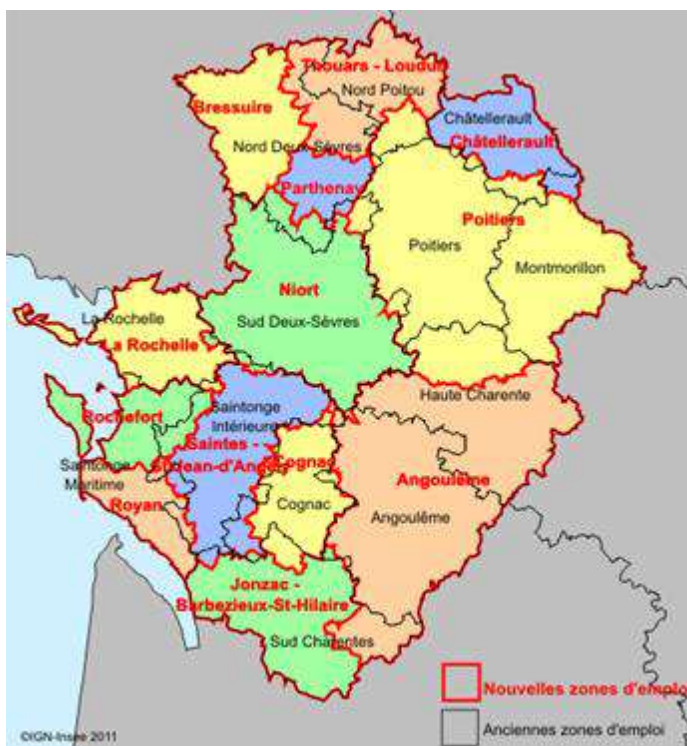 Thouars - Loudun
Nord Poitou
Bressuire
Châtellerault
Châtellerault
Nord Deux-Sèvres
Parthenay
Poitiers
Poitiers
Montmorillon
Niort
La Rochelle
Sud Deux-Sèvres
La Rochelle
Haute Charente
Rochefort
Saintonge
Intérieure
Saintes -
St-Jean-d'Angély
Cognac
Saintonge
Maritime
Royan
Angoulême
Cognac
Angoulême
Jonzac -
Barbezieux-St-Hilaire
Sud Charentes
Nouvelles zones d'emploi
Anciennes zones d'emploi
©IGN-Insee 2011